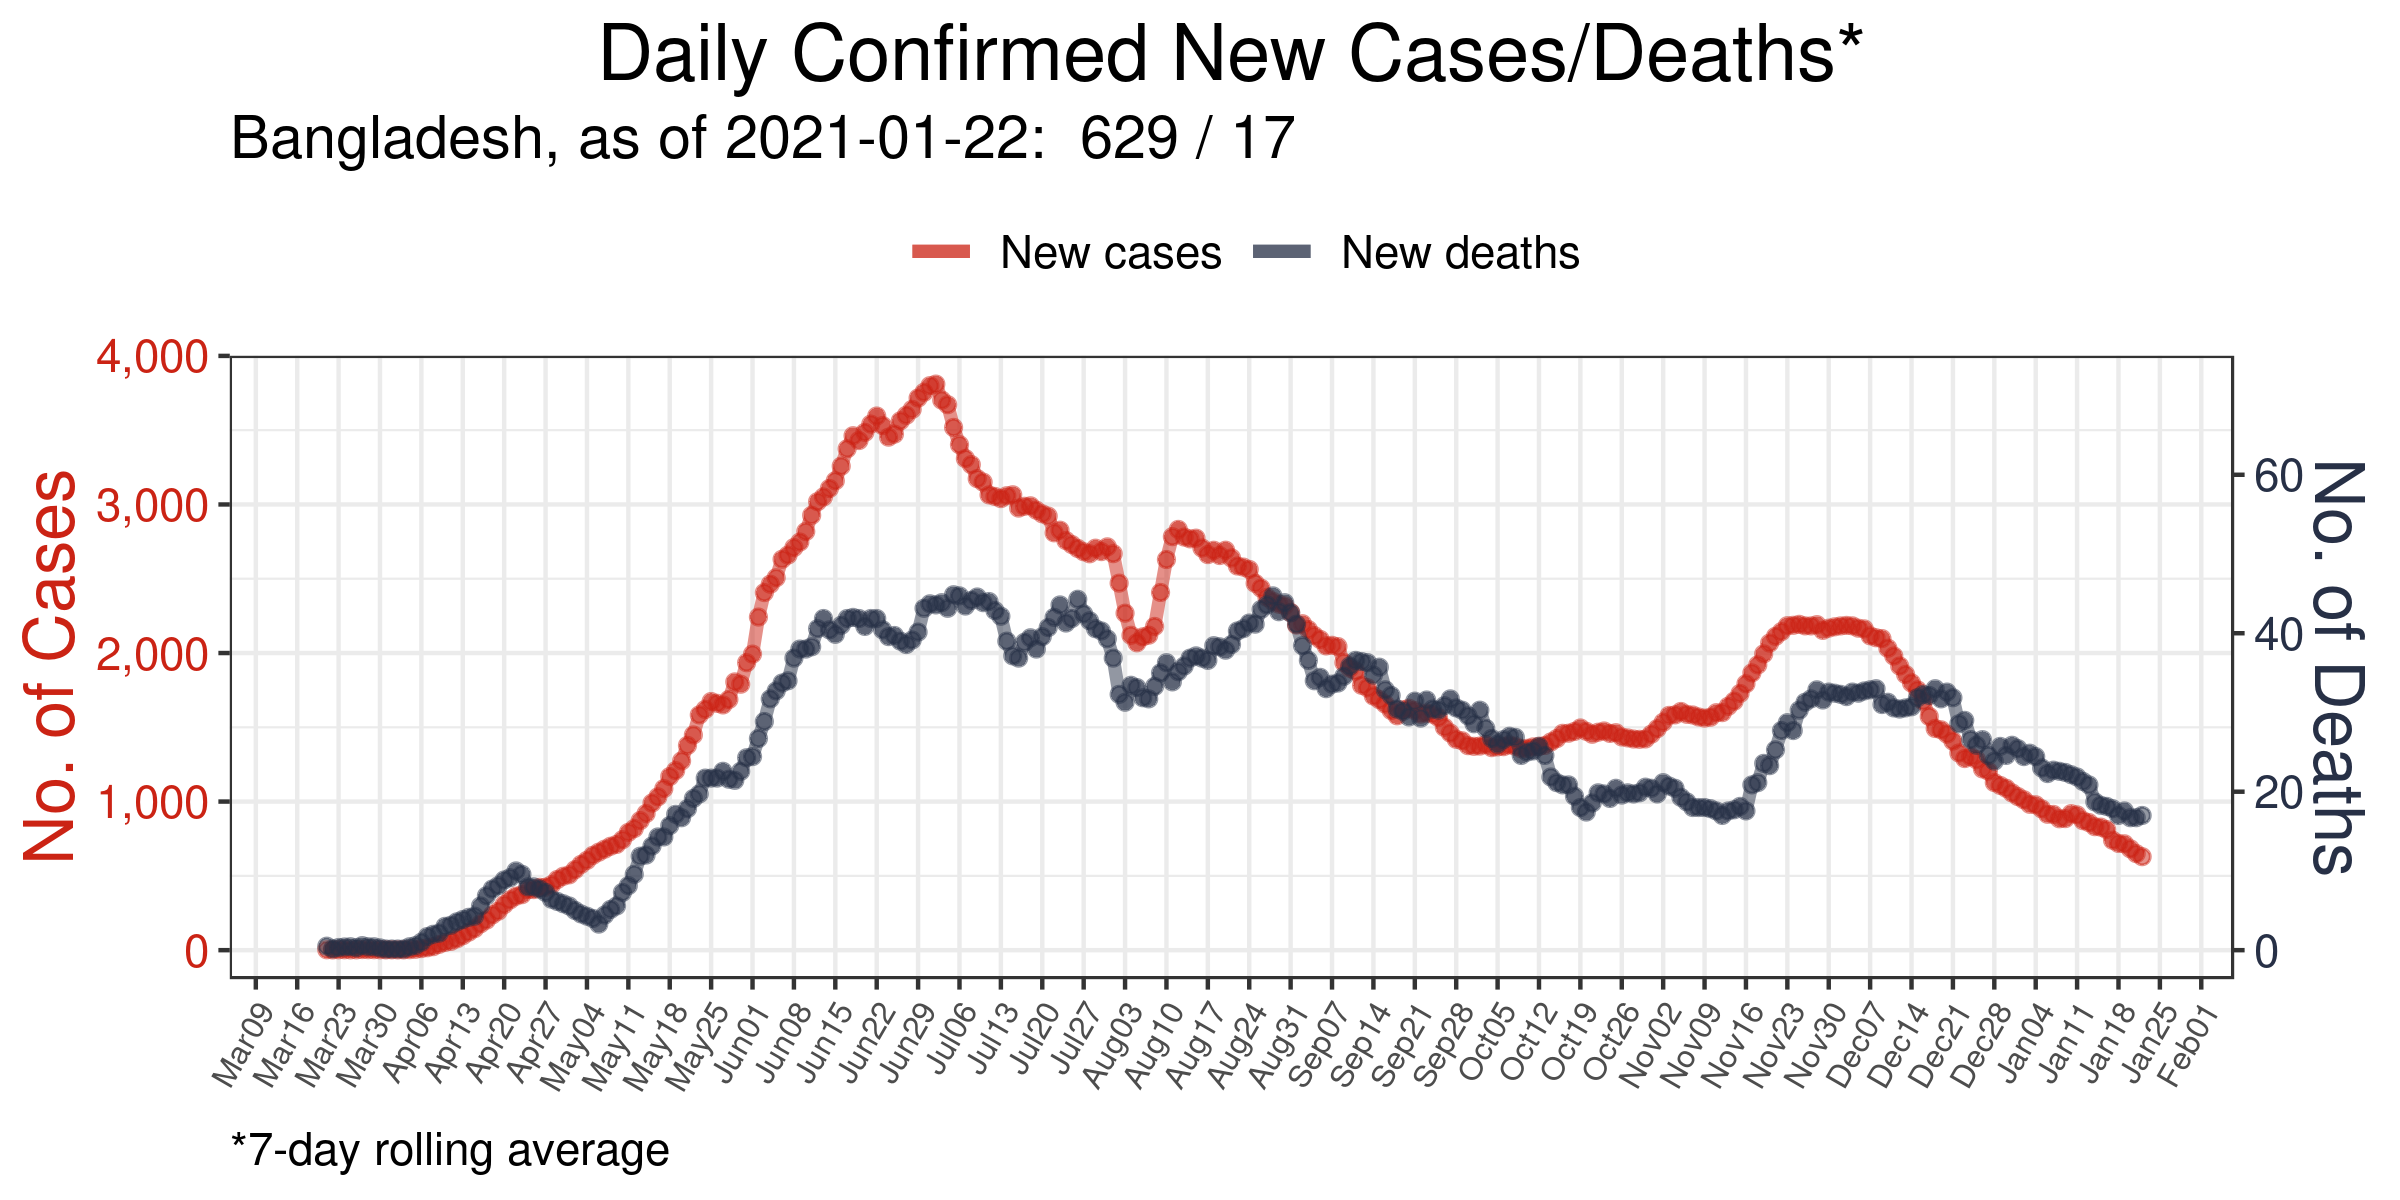 Daily Confirmed New Cases/Deaths*
Bangladesh, as of 2021-01-22:  629 / 17
New cases New deaths
No. of Cases
4,000
3,000
2,000
1,000
0
No. of Deaths
60
40
20
0
Mar09 Mar16 Mar23 Mar30 Apr06 Apr13 Apr20 Apr27 May04 May11 May18 May25 Jun01 Jun08 Jun15 Jun22 Jun29 Jul06 Jul13 Jul20 Jul27 Aug03 Aug10 Aug17 Aug24 Aug31 Sep07 Sep14 Sep21 Sep28 Oct05 Oct12 Oct19 Oct26 Nov02 Nov09 Nov16 Nov23 Nov30 Dec07 Dec14 Dec21 Dec28 Jan04 Jan11 Jan18 Jan25 Feb01
*7-day rolling average